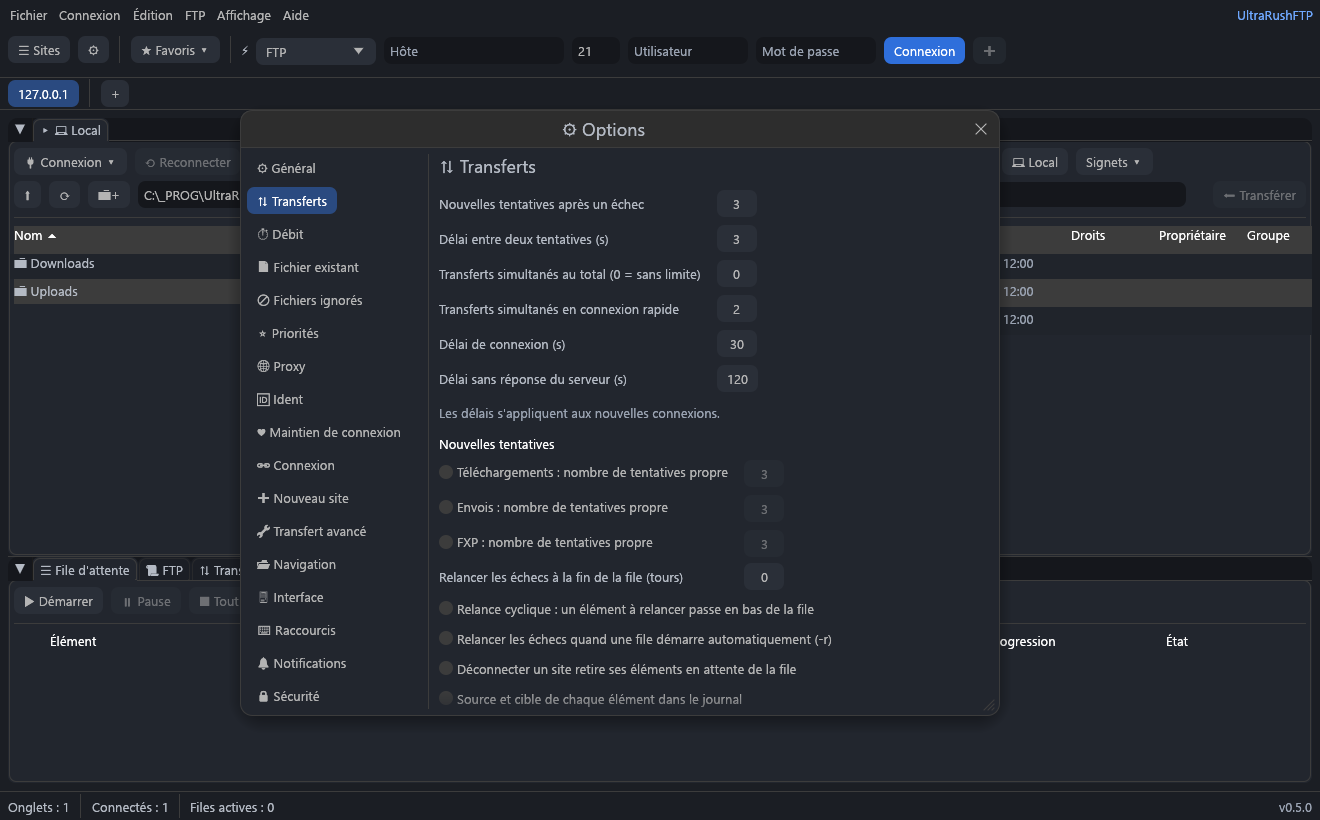 Fichier Connexion Édition FTP Affichage Aide UltraRushFTP
Sites Favoris FTP Hôte 21 Utilisateur Mot de passe Connexion +
127.0.0.1 +
Local
Options
Connexion Reconnecter Local Signets
C:\_PROG\UltraR Transférer
Nom Droits Propriétaire Groupe
Downloads 12:00
Uploads 12:00
12:00
Général
Transferts
Débit
Fichier existant
Fichiers ignorés
Priorités
Proxy
Ident
Maintien de connexion
Connexion
Nouveau site
Transfert avancé
Navigation
Interface
Raccourcis
Notifications
Sécurité
Transferts
Nouvelles tentatives après un échec 3
Délai entre deux tentatives (s) 3
Transferts simultanés au total (0 = sans limite) 0
Transferts simultanés en connexion rapide 2
Délai de connexion (s) 30
Délai sans réponse du serveur (s) 120
Les délais s'appliquent aux nouvelles connexions.
Nouvelles tentatives
Téléchargements : nombre de tentatives propre 3
Envois : nombre de tentatives propre 3
FXP : nombre de tentatives propre 3
Relancer les échecs à la fin de la file (tours) 0
Relance cyclique : un élément à relancer passe en bas de la file
Relancer les échecs quand une file démarre automatiquement (-r)
Déconnecter un site retire ses éléments en attente de la file
Source et cible de chaque élément dans le journal
File d'attente FTP Trans
Démarrer Pause Tout
Élément ogression État
Onglets : 1 Connectés : 1 Files actives : 0 v0.5.0